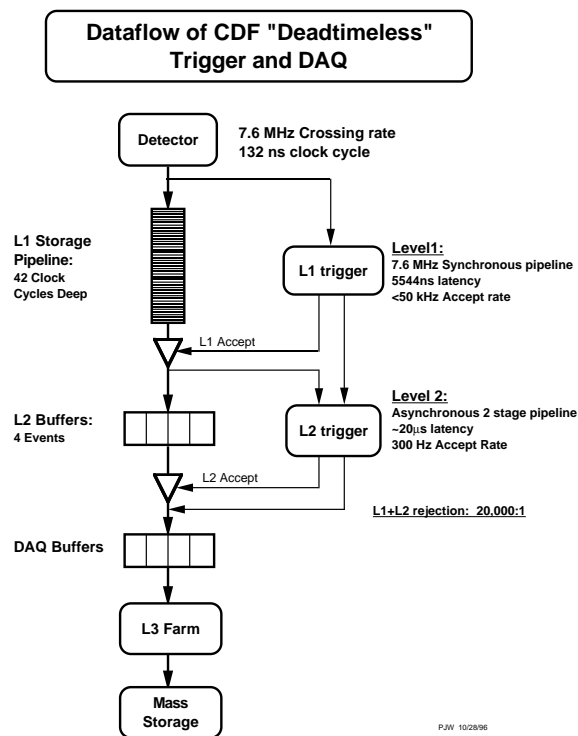 Dataflow of CDF "Deadtimeless"
Trigger and DAQ
Detector
7.6 MHz Crossing rate
132 ns clock cycle
L1 Storage
Pipeline:
42 Clock
Cycles Deep
L1 trigger
Level1:
7.6 MHz Synchronous pipeline
5544ns latency
<50 kHz Accept rate
L1 Accept
L2 Buffers:
4 Events
L2 trigger
Level 2:
Asynchronous 2 stage pipeline
~20µs latency
300 Hz Accept Rate
L2 Accept
L1+L2 rejection: 20,000:1
DAQ Buffers
L3 Farm
Mass
Storage
PJW 10/28/96